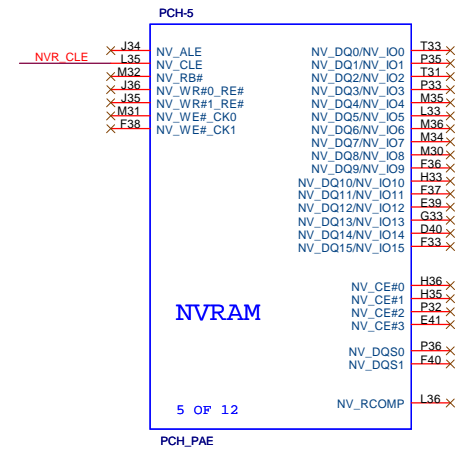 PCH-5
J34 NV_ALE NV_DQ0/NV_IO0 T33
NVR_CLE L35 NV_CLE NV_DQ1/NV_IO1 P35
M32 NV_RB# NV_DQ2/NV_IO2 T31
J36 NV_WR#0_RE# NV_DQ3/NV_IO3 P33
J35 NV_WR#1_RE# NV_DQ4/NV_IO4 M35
M31 NV_WE#_CK0 NV_DQ5/NV_IO5 L33
F38 NV_WE#_CK1 NV_DQ6/NV_IO6 M36
NV_DQ7/NV_IO7 M34
NV_DQ8/NV_IO8 M30
NV_DQ9/NV_IO9 F36
NV_DQ10/NV_IO10 H33
NV_DQ11/NV_IO11 F37
NV_DQ12/NV_IO12 E39
NV_DQ13/NV_IO13 G33
NV_DQ14/NV_IO14 D40
NV_DQ15/NV_IO15 F33
NV_CE#0 H36
NV_CE#1 H35
NV_CE#2 P32
NV_CE#3 E41
NVRAM
NV_DQS0 P36
NV_DQS1 F40
NV_RCOMP L36
5 OF 12
PCH_PAE